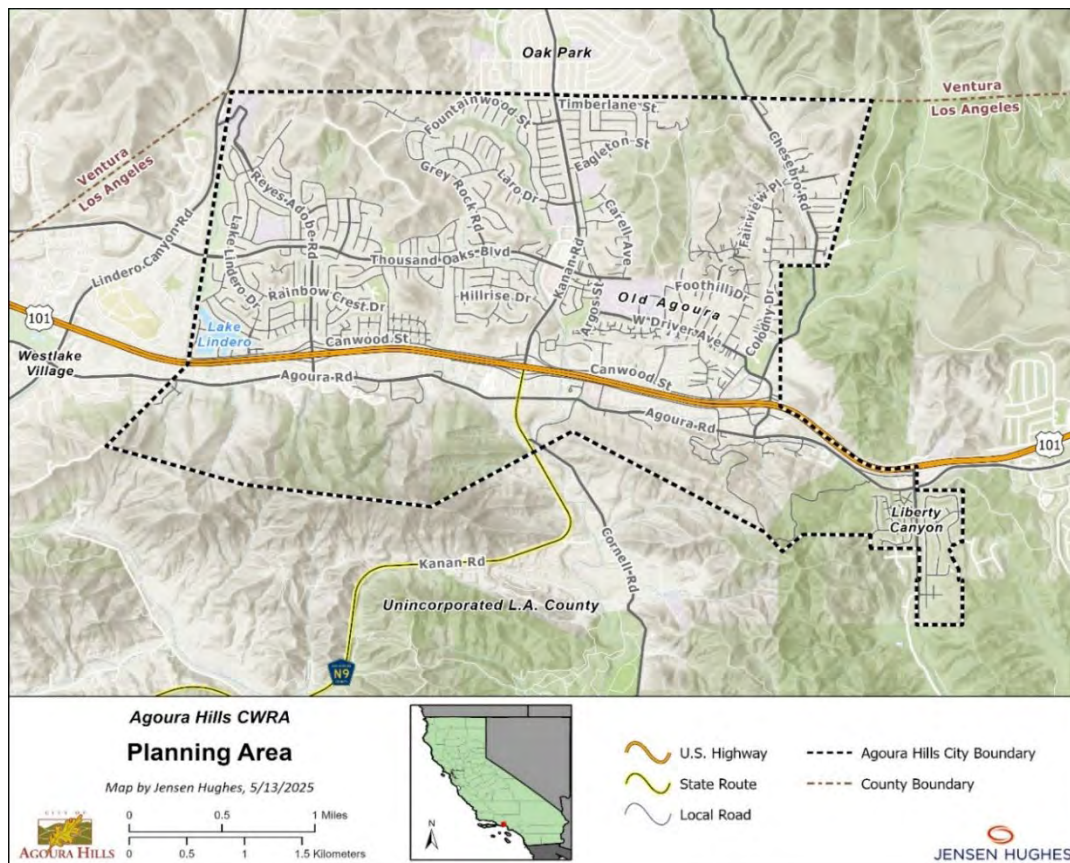 Oak Park
Ventura
Los Angeles
Ventura
Los Angeles
Fountainwood St
Timberlane St
Eagleton St
Grey Rock Rd
Laro Dr
Chesebro Rd
Fairview Pl
Reyes Adobe Rd
Carell Ave
Lindero Canyon Rd
Lake Lindero Dr
Thousand Oaks Blvd
Kanan Rd
Rainbow Crest Dr
Hillrise Dr
Argos St
Old Agoura
Foothill Dr
W Driver Ave
Colodny Dr
101
Lake
Lindero
Canwood St
Westlake
Village
Agoura Rd
Canwood St
Agoura Rd
101
Liberty
Canyon
Cornell Rd
Kanan Rd
Unincorporated L.A. County
N9
Agoura Hills CWRA
Planning Area
Map by Jensen Hughes, 5/13/2025
CITY OF
AGOURA HILLS
0 0.5 1 Miles
0 0.5 1 1.5 Kilometers
N
U.S. Highway
State Route
Local Road
Agoura Hills City Boundary
County Boundary
JENSEN HUGHES